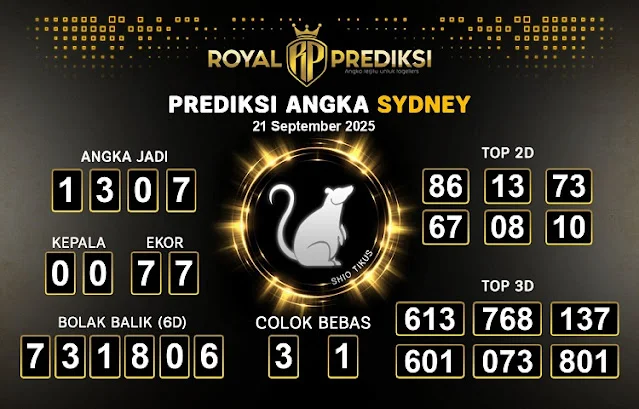 ROYAL RP PREDIKSI
Angka legku untuk togelers
PREDIKSI ANGKA SYDNEY
21 September 2025
ANGKA JADI
1 3 0 7
KEPALA EKOR
0 0 7 7
BOLAK BALIK (6D)
7 3 1 8 0 6
SHIO TIKUS
COLOK BEBAS
3 1
TOP 2D
86 13 73
67 08 10
TOP 3D
613 768 137
601 073 801